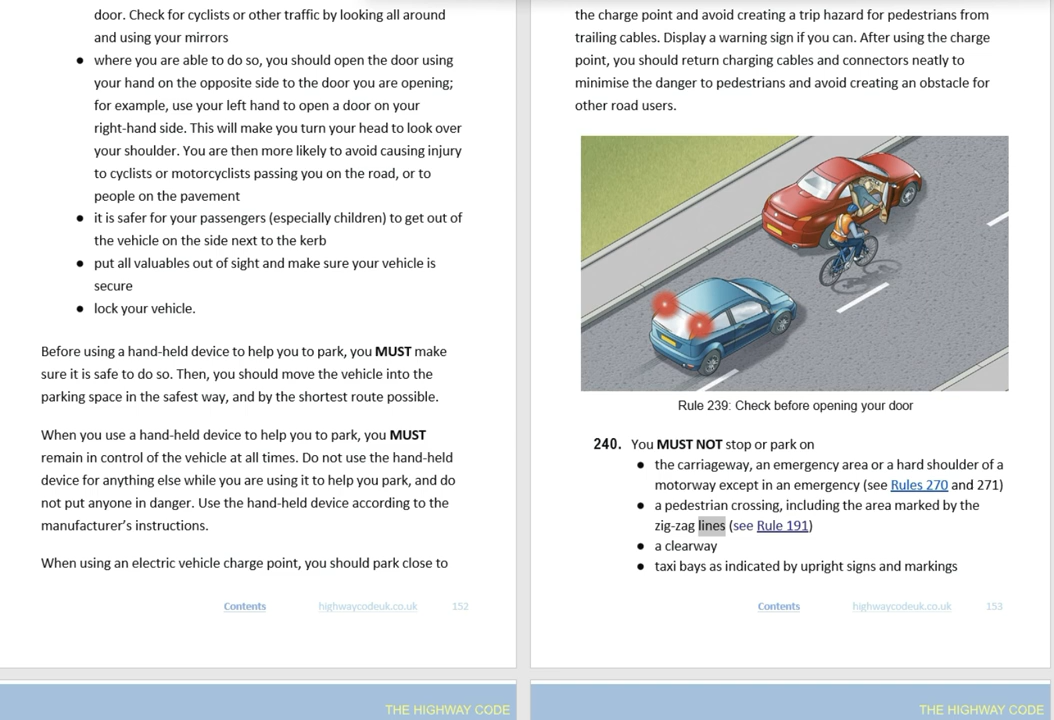 door. Check for cyclists or other traffic by looking all around
and using your mirrors
● where you are able to do so, you should open the door using
your hand on the opposite side to the door you are opening;
for example, use your left hand to open a door on your
right-hand side. This will make you turn your head to look over
your shoulder. You are then more likely to avoid causing injury
to cyclists or motorcyclists passing you on the road, or to
people on the pavement
● it is safer for your passengers (especially children) to get out of
the vehicle on the side next to the kerb
● put all valuables out of sight and make sure your vehicle is
secure
● lock your vehicle.
Before using a hand-held device to help you to park, you MUST make
sure it is safe to do so. Then, you should move the vehicle into the
parking space in the safest way, and by the shortest route possible.
When you use a hand-held device to help you to park, you MUST
remain in control of the vehicle at all times. Do not use the hand-held
device for anything else while you are using it to help you park, and do
not put anyone in danger. Use the hand-held device according to the
manufacturer's instructions.
When using an electric vehicle charge point, you should park close to
Contents highwaycodeuk.co.uk 152
the charge point and avoid creating a trip hazard for pedestrians from
trailing cables. Display a warning sign if you can. After using the charge
point, you should return charging cables and connectors neatly to
minimise the danger to pedestrians and avoid creating an obstacle for
other road users.
Rule 239: Check before opening your door
240. You MUST NOT stop or park on
● the carriageway, an emergency area or a hard shoulder of a
motorway except in an emergency (see Rules 270 and 271)
● a pedestrian crossing, including the area marked by the
zig-zag lines (see Rule 191)
● a clearway
● taxi bays as indicated by upright signs and markings
Contents highwaycodeuk.co.uk 153
THE HIGHWAY CODE
THE HIGHWAY CODE